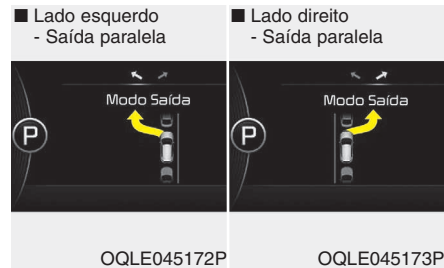 ■ Lado esquerdo
- Saída paralela
Modo Saída
P
OQLE045172P
■ Lado direito
- Saída paralela
Modo Saída
P
OQLE045173P